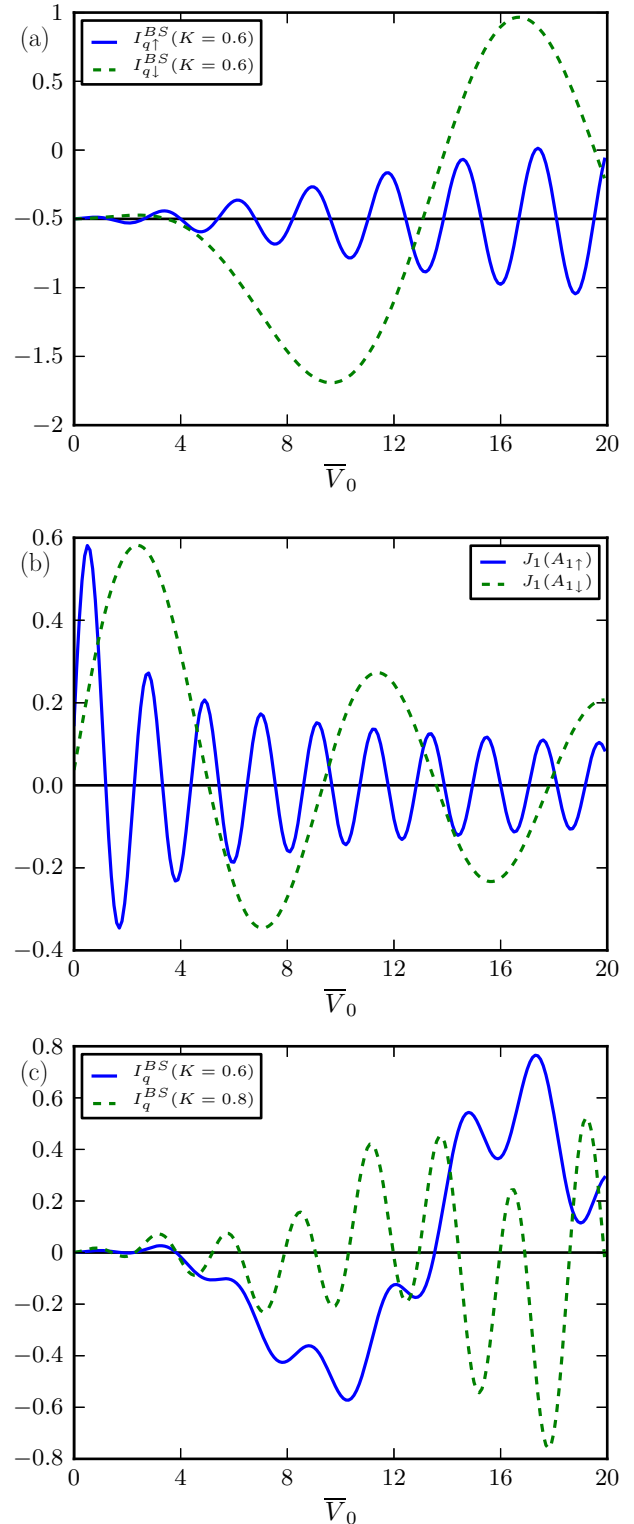 (a)
I_{q↑}^{BS}(K = 0.6)
I_{q↓}^{BS}(K = 0.6)
1
0.5
0
−0.5
−1
−1.5
−2
0 4 8 12 16 20
V̅_0
(b)
J_1(A_{1↑})
J_1(A_{1↓})
0.6
0.4
0.2
0.0
−0.2
−0.4
0 4 8 12 16 20
V̅_0
(c)
I_q^{BS}(K = 0.6)
I_q^{BS}(K = 0.8)
0.8
0.6
0.4
0.2
0
−0.2
−0.4
−0.6
−0.8
0 4 8 12 16 20
V̅_0